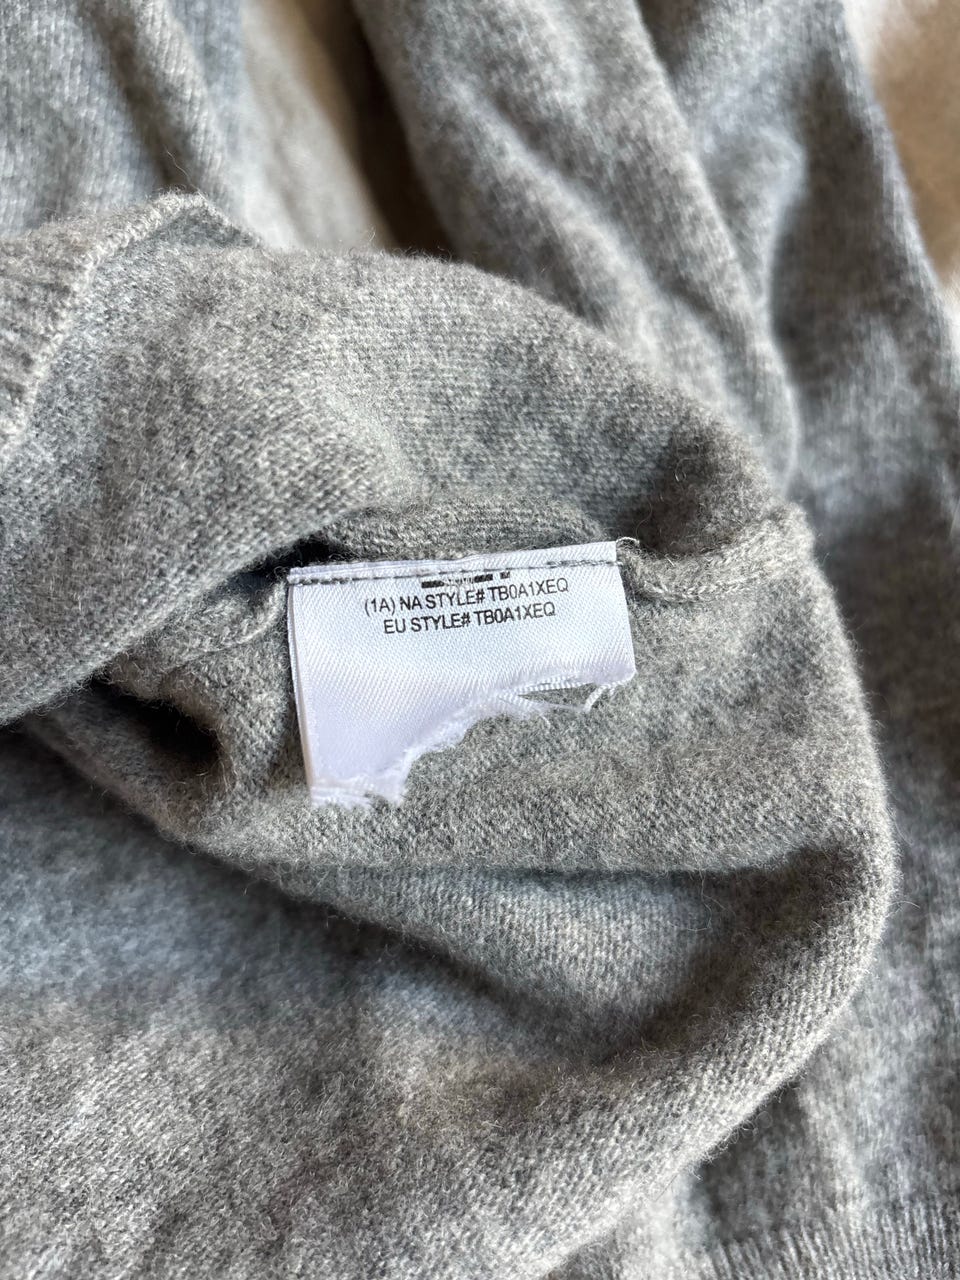 (1A) NA STYLE# TB0A1XEQ
EU STYLE# TB0A1XEQ